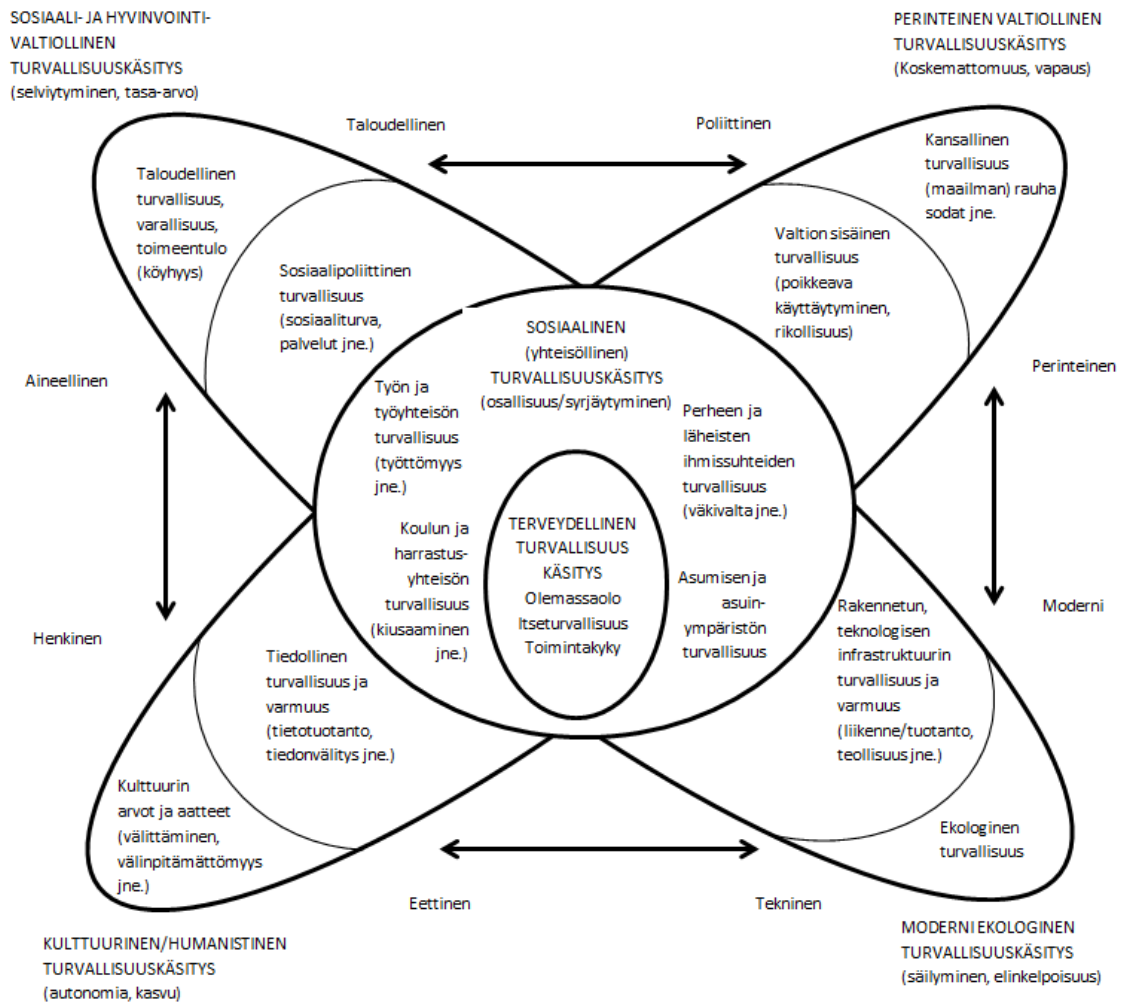 SOSIAALI- JA HYVINVOINTI-
VALTIOLLINEN
TURVALLISUUSKÄSITYS
(selviytyminen, tasa-arvo)
PERINTEINEN VALTIOLLINEN
TURVALLISUUSKÄSITYS
(Koskemattomuus, vapaus)
Taloudellinen
Poliittinen
Taloudellinen
turvallisuus,
varallisuus,
toimeentulo
(köyhyys)
Sosiaalipoliittinen
turvallisuus
(sosiaaliturva,
palvelut jne.)
Kansallinen
turvallisuus
(maailman) rauha
sodat jne.
Valtion sisäinen
turvallisuus
(poikkeava
käyttäytyminen,
rikollisuus)
Aineellinen
Perinteinen
SOSIAALINEN
(yhteisöllinen)
TURVALLISUUSKÄSITYS
(osallisuus/syrjäytyminen)
Työn ja
työyhteisön
turvallisuus
(työttömyys
jne.)
Perheen ja
läheisten
ihmissuhteiden
turvallisuus
(väkivalta jne.)
Koulun ja
harrastus-
yhteisön
turvallisuus
(kiusaaminen
jne.)
TERVEYDELLINEN
TURVALLISUUS
KÄSITYS
Olemassaolo
Itseturvallisuus
Toimintakyky
Asumisen ja
asuin-
ympäristön
turvallisuus
Henkinen
Moderni
Tiedollinen
turvallisuus ja
varmuus
(tietotuotanto,
tiedonvälitys jne.)
Rakennetun,
teknologisen
infrastruktuurin
turvallisuus ja
varmuus
(liikenne/tuotanto,
teollisuus jne.)
Kulttuurin
arvot ja aatteet
(välittäminen,
välinpitämättömyys
jne.)
Ekologinen
turvallisuus
Eettinen
Tekninen
KULTTUURINEN/HUMANISTINEN
TURVALLISUUSKÄSITYS
(autonomia, kasvu)
MODERNI EKOLOGINEN
TURVALLISUUSKÄSITYS
(säilyminen, elinkelpoisuus)